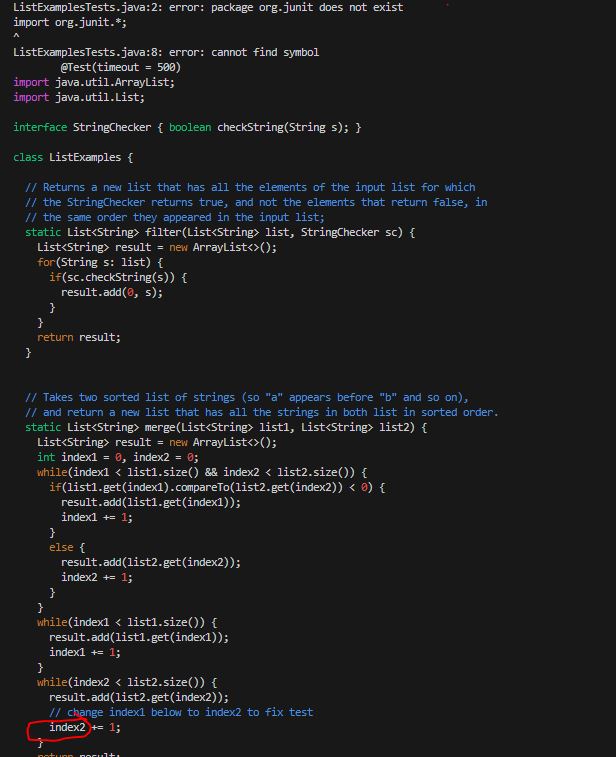 ListExamplesTests.java:2: error: package org.junit does not exist
import org.junit.*;
^
ListExamplesTests.java:8: error: cannot find symbol
        @Test(timeout = 500)
import java.util.ArrayList;
import java.util.List;

interface StringChecker { boolean checkString(String s); }

class ListExamples {

  // Returns a new list that has all the elements of the input list for which
  // the StringChecker returns true, and not the elements that return false, in
  // the same order they appeared in the input list;
  static List<String> filter(List<String> list, StringChecker sc) {
    List<String> result = new ArrayList<>();
    for(String s: list) {
      if(sc.checkString(s)) {
        result.add(0, s);
      }
    }
    return result;
  }


  // Takes two sorted list of strings (so "a" appears before "b" and so on),
  // and return a new list that has all the strings in both list in sorted order.
  static List<String> merge(List<String> list1, List<String> list2) {
    List<String> result = new ArrayList<>();
    int index1 = 0, index2 = 0;
    while(index1 < list1.size() && index2 < list2.size()) {
      if(list1.get(index1).compareTo(list2.get(index2)) < 0) {
        result.add(list1.get(index1));
        index1 += 1;
      }
      else {
        result.add(list2.get(index2));
        index2 += 1;
      }
    }
    while(index1 < list1.size()) {
      result.add(list1.get(index1));
      index1 += 1;
    }
    while(index2 < list2.size()) {
      result.add(list2.get(index2));
      // change index1 below to index2 to fix test
      index2 += 1;
    }
    return result;